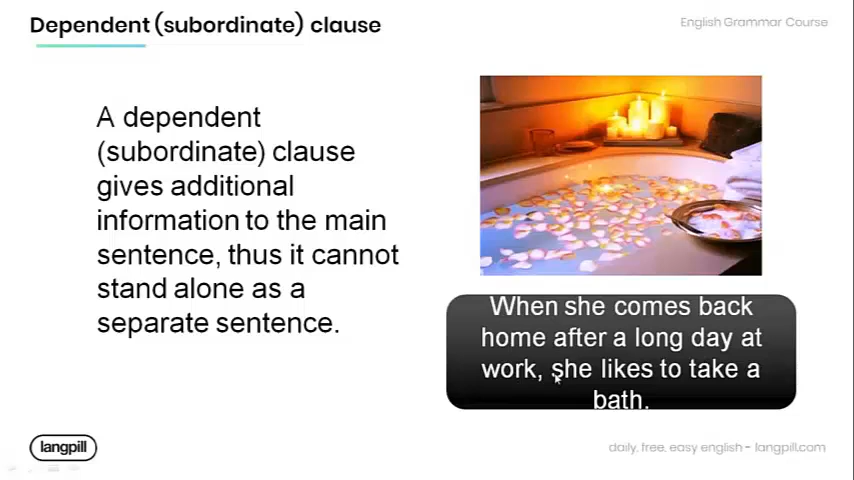 Dependent (subordinate) clause
English Grammar Course
A dependent
(subordinate) clause
gives additional
information to the main
sentence, thus it cannot
stand alone as a
separate sentence.
When she comes back
home after a long day at
work, she likes to take a
bath.
langpill
daily, free, easy english - langpill.com